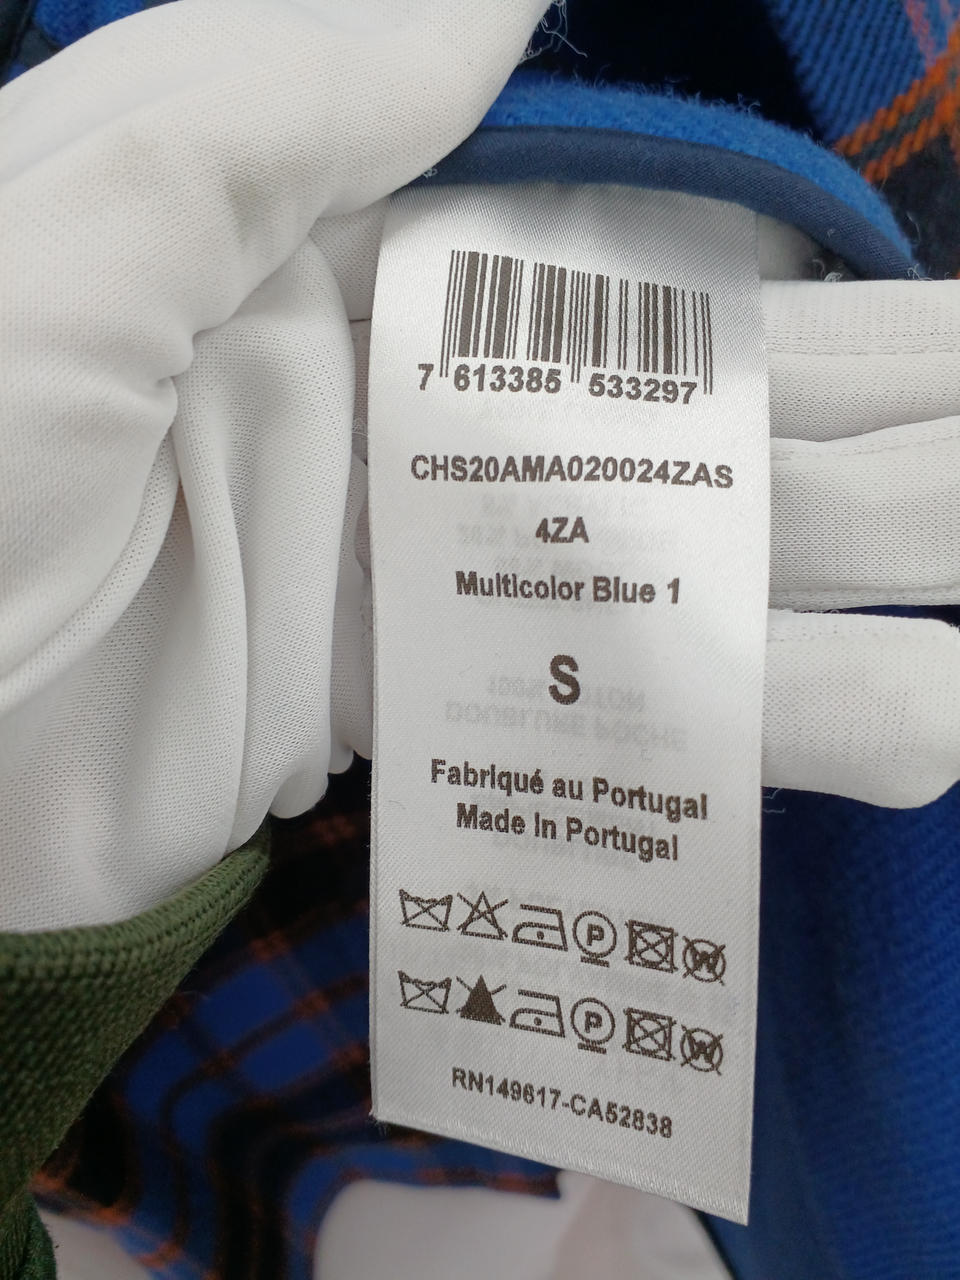 7 613385 533297
CHS20AMA020024ZAS
4ZA
Multicolor Blue 1
S
Fabriqué au Portugal
Made In Portugal
P W
P W
RN149617-CA52838